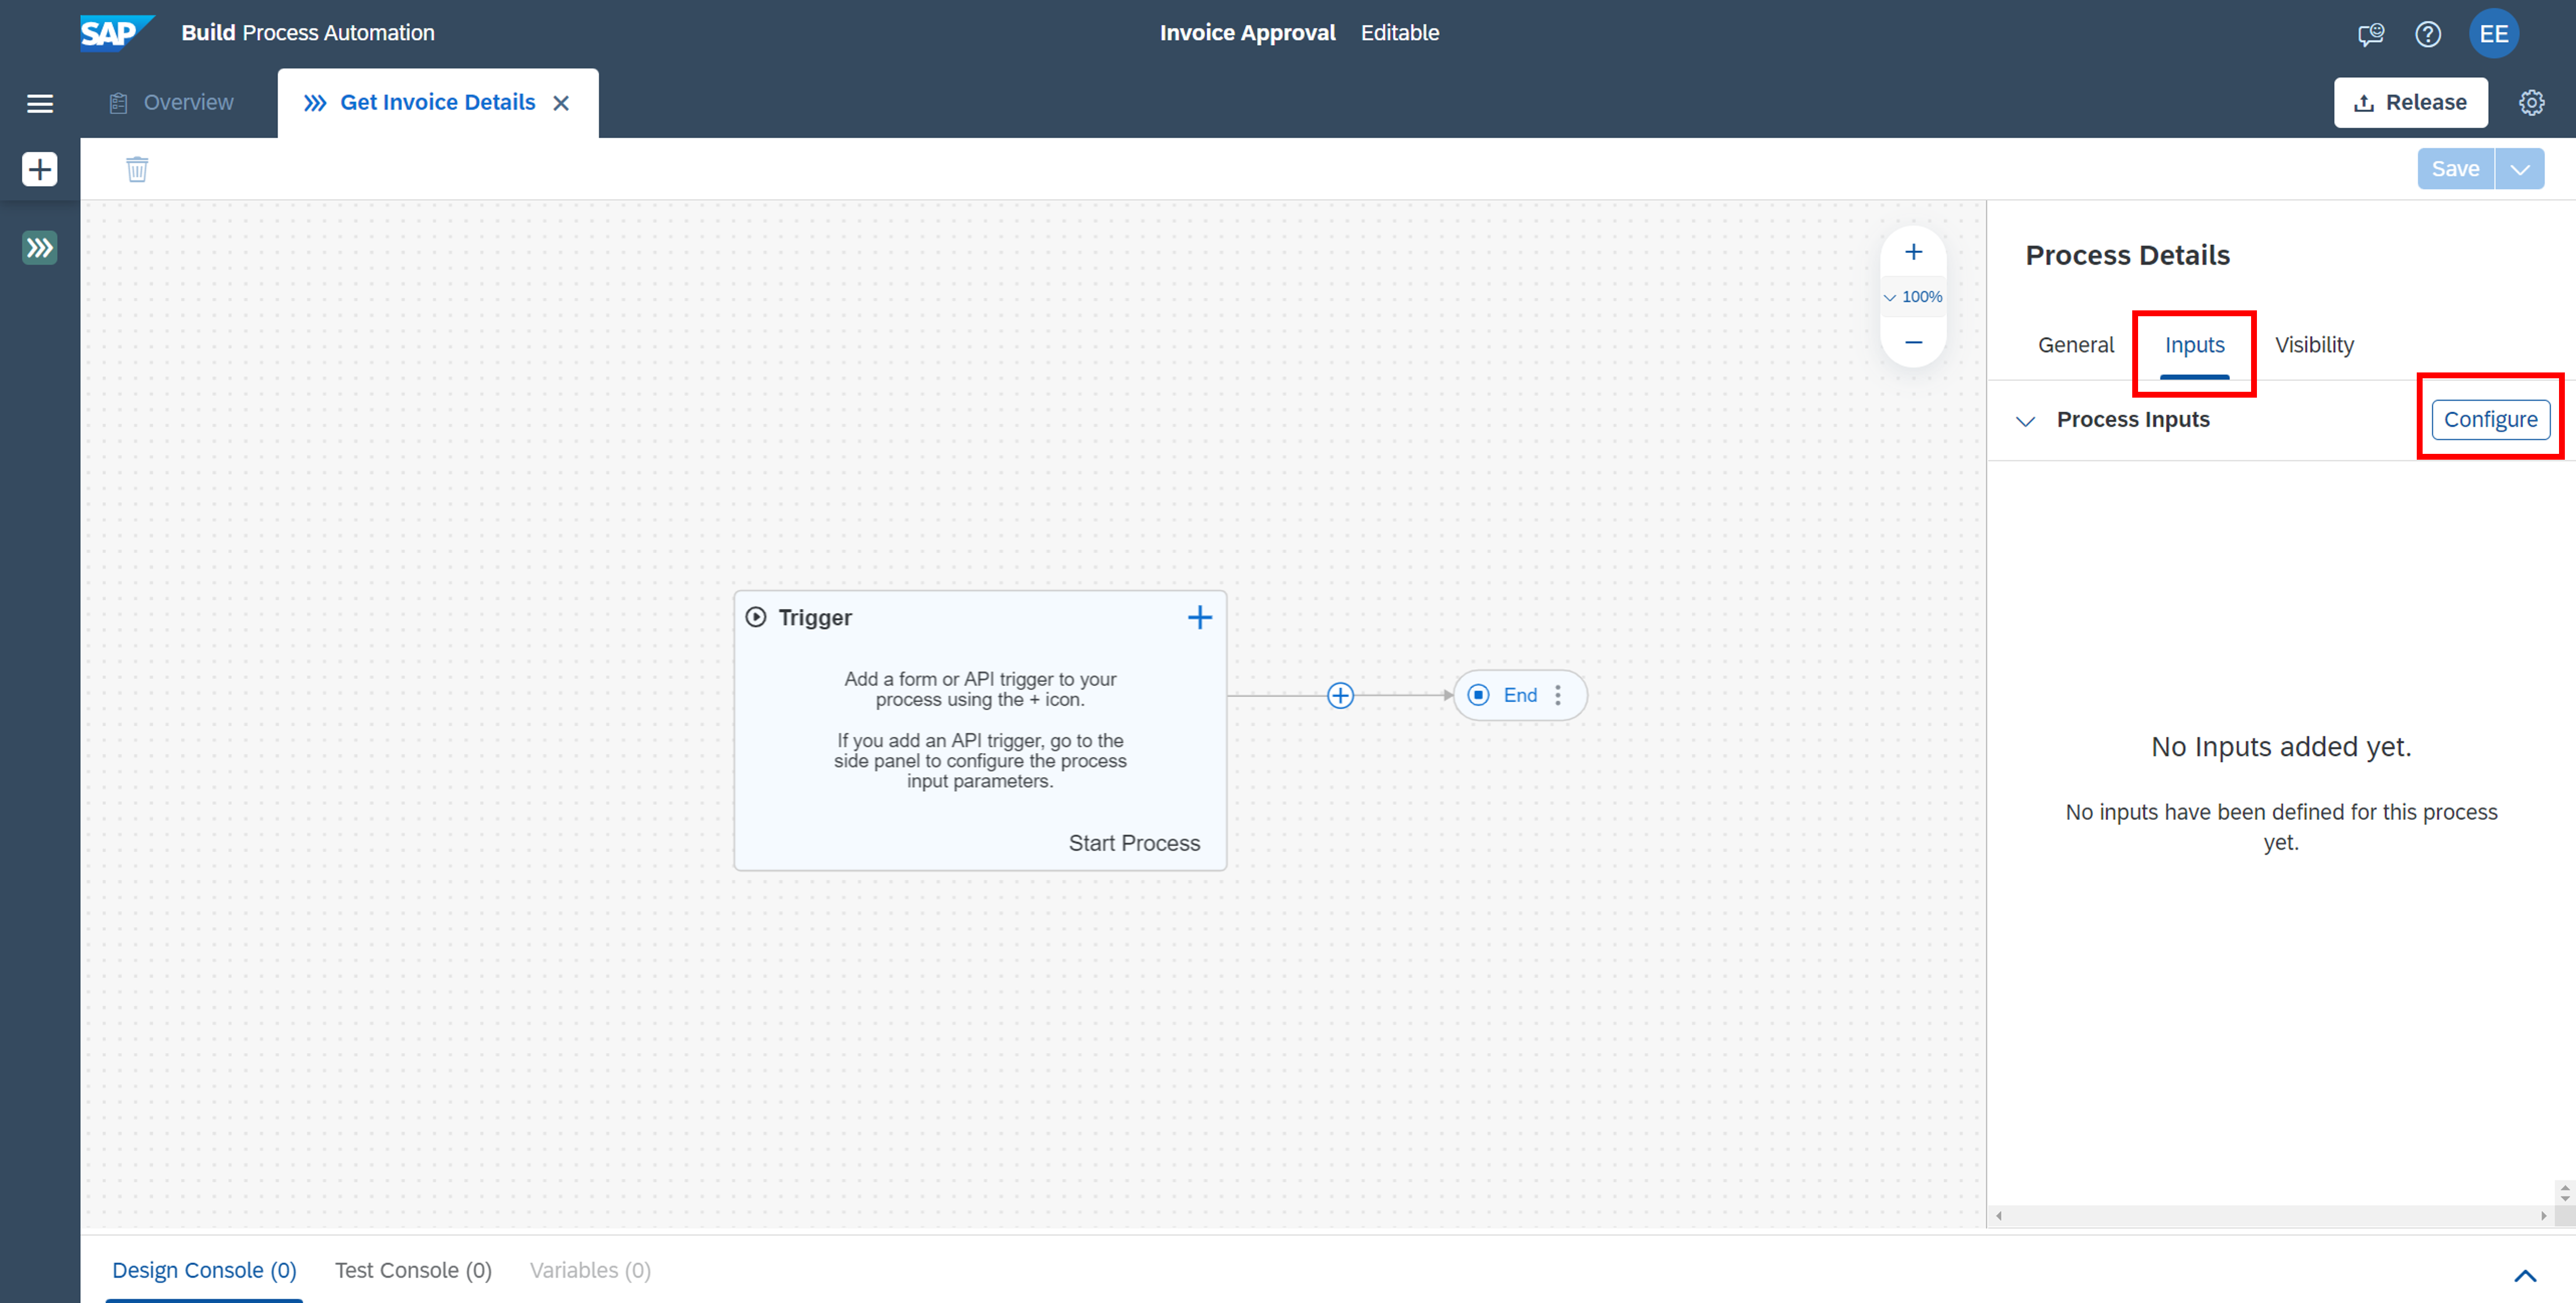 SAP Build Process Automation Invoice Approval Editable EE
Overview Get Invoice Details Release
Save
Process Details
100%
General Inputs Visibility
Process Inputs Configure
Trigger
Add a form or API trigger to your
process using the + icon.
If you add an API trigger, go to the
side panel to configure the process
input parameters.
Start Process
End
No Inputs added yet.
No inputs have been defined for this process
yet.
Design Console (0) Test Console (0) Variables (0)